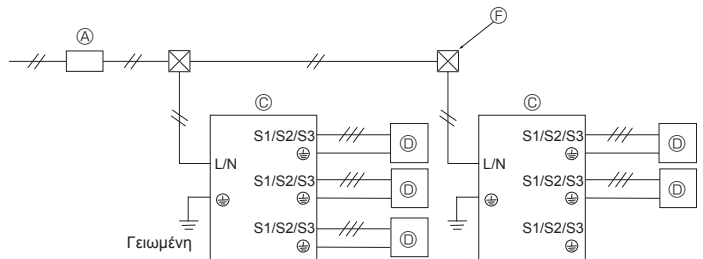 Ⓕ
Ⓐ
Ⓒ Ⓒ
S1/S2/S3 Ⓓ S1/S2/S3 Ⓓ
L/N L/N
S1/S2/S3 Ⓓ S1/S2/S3 Ⓓ
S1/S2/S3 Ⓓ S1/S2/S3
Γειωμένη